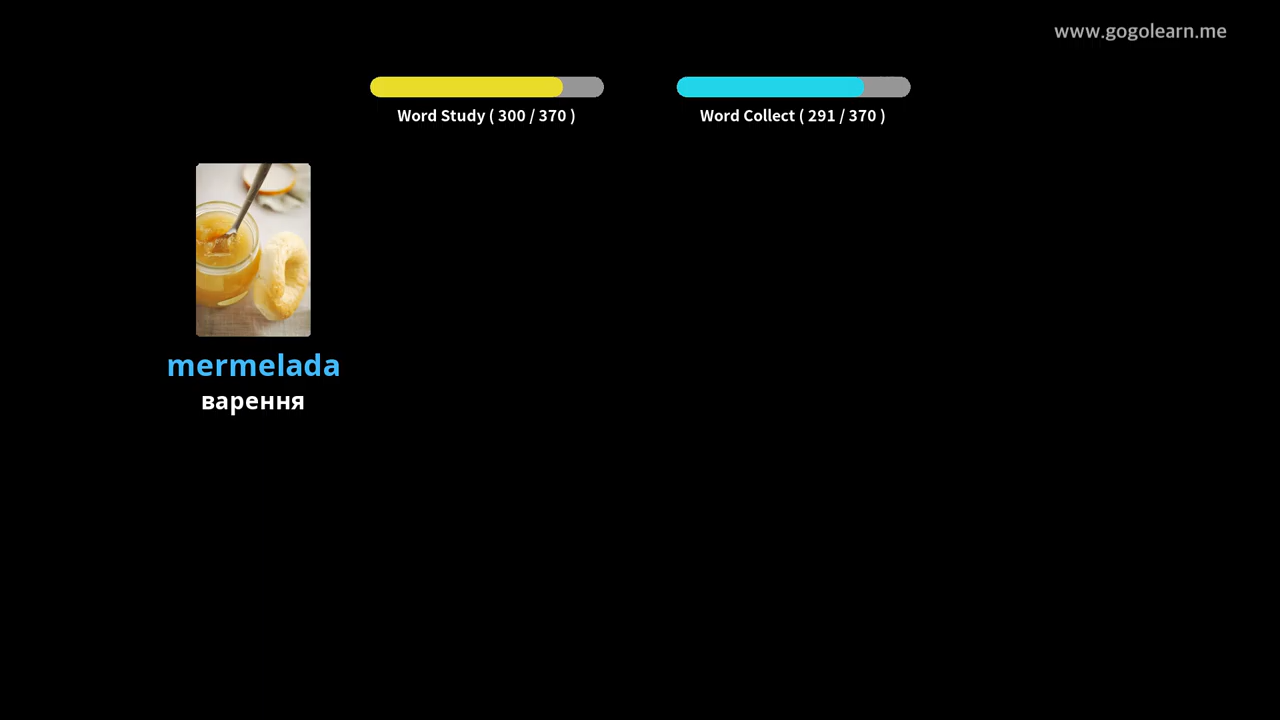 www.gogolearn.me
Word Study ( 300 / 370 )
Word Collect ( 291 / 370 )
mermelada
варення